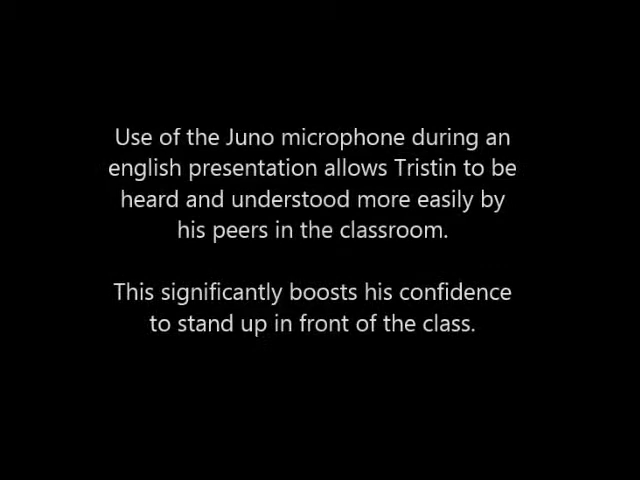 Use of the Juno microphone during an
english presentation allows Tristin to be
heard and understood more easily by
his peers in the classroom.
This significantly boosts his confidence
to stand up in front of the class.